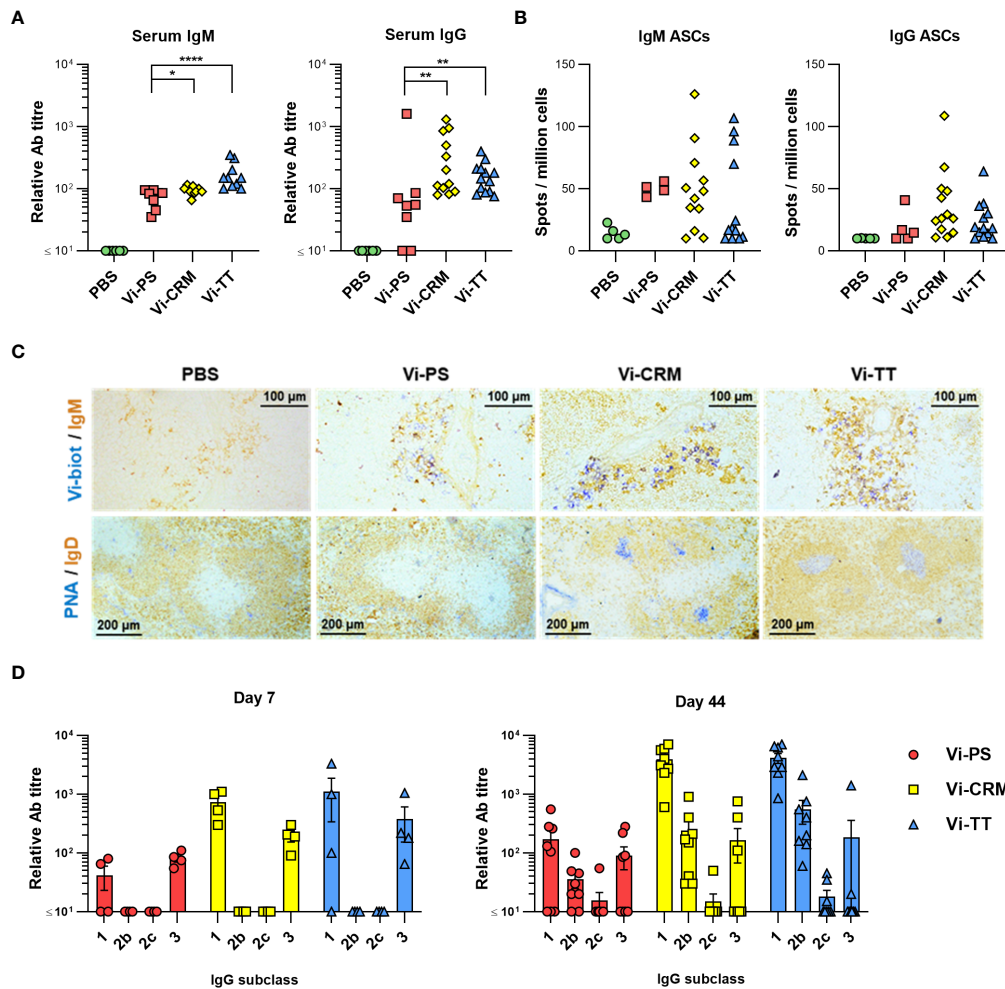 A
B
Serum IgM
Serum IgG
IgM ASCs
IgG ASCs
Relative Ab titre
10⁴
10³
10²
≤ 10¹
****
*
PBS
Vi-PS
Vi-CRM
Vi-TT
Relative Ab titre
10⁴
10³
10²
≤ 10¹
**
**
PBS
Vi-PS
Vi-CRM
Vi-TT
Spots / million cells
150
100
50
0
PBS
Vi-PS
Vi-CRM
Vi-TT
Spots / million cells
150
100
50
0
PBS
Vi-PS
Vi-CRM
Vi-TT
C
PBS
Vi-PS
Vi-CRM
Vi-TT
Vi-biot / IgM
100 µm
100 µm
100 µm
100 µm
PNA / IgD
200 µm
200 µm
200 µm
200 µm
D
Day 7
Day 44
Relative Ab titre
10⁴
10³
10²
≤ 10¹
1 2b 2c 3 1 2b 2c 3 1 2b 2c 3
IgG subclass
Relative Ab titre
10⁴
10³
10²
≤ 10¹
1 2b 2c 3 1 2b 2c 3 1 2b 2c 3
IgG subclass
Vi-PS
Vi-CRM
Vi-TT